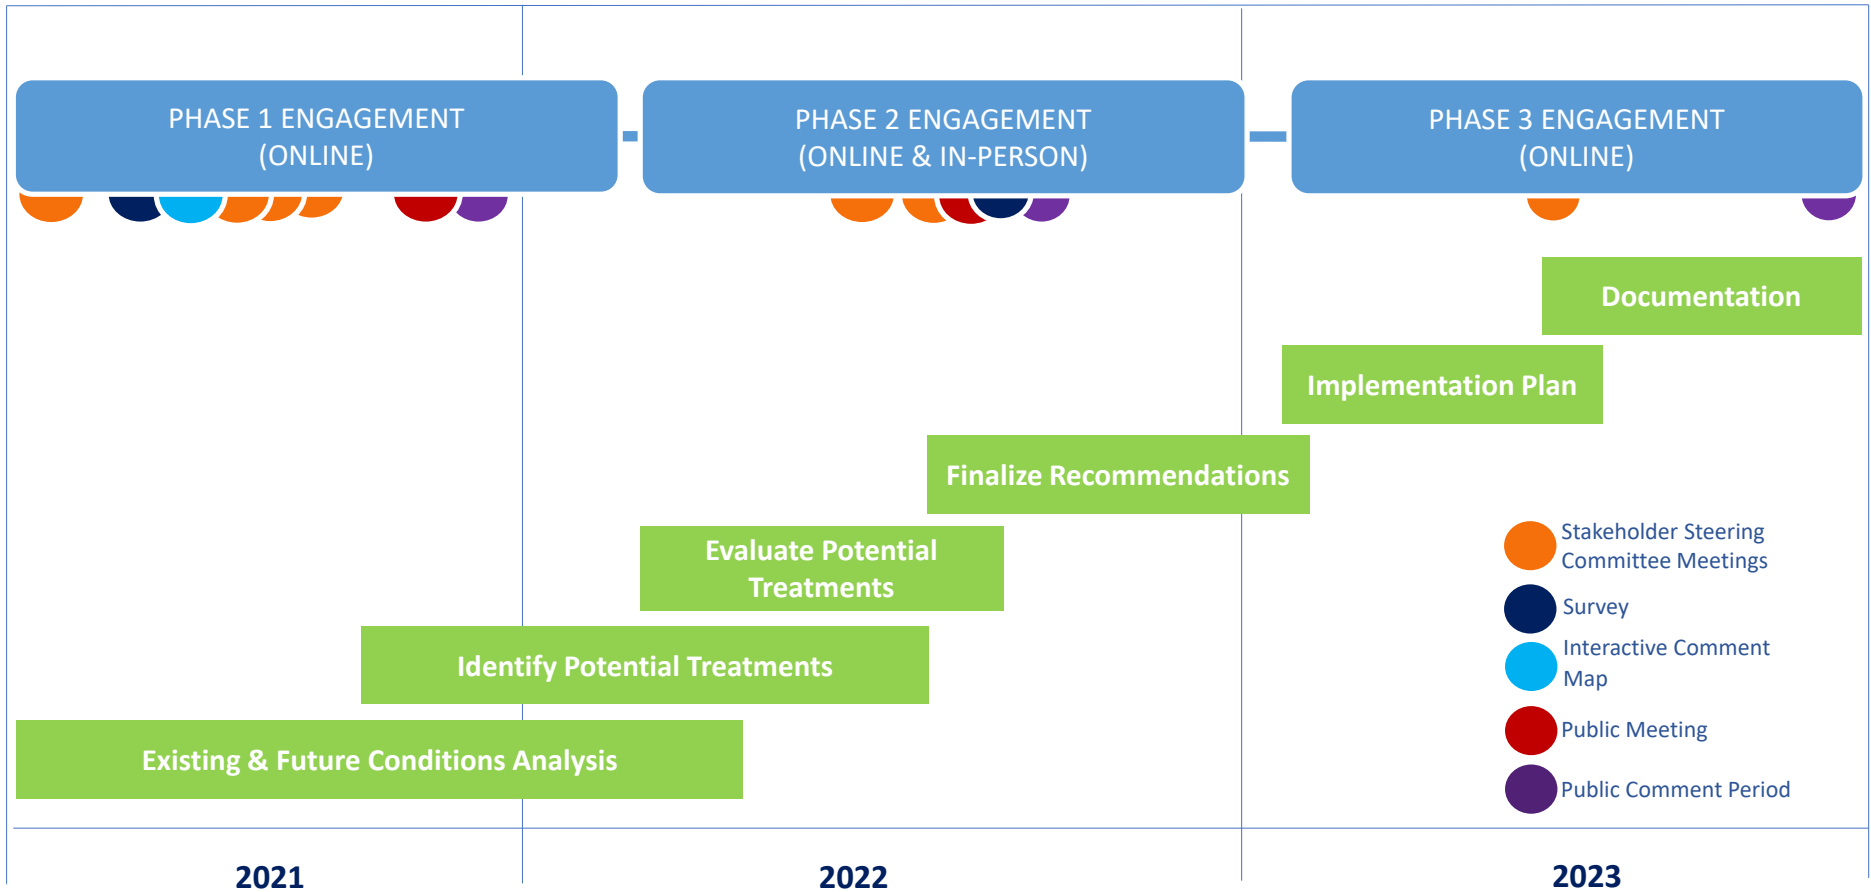 PHASE 1 ENGAGEMENT
(ONLINE)
PHASE 2 ENGAGEMENT
(ONLINE & IN-PERSON)
PHASE 3 ENGAGEMENT
(ONLINE)
Documentation
Implementation Plan
Finalize Recommendations
Evaluate Potential
Treatments
Identify Potential Treatments
Existing & Future Conditions Analysis
Stakeholder Steering
Committee Meetings
Survey
Interactive Comment
Map
Public Meeting
Public Comment Period
2021
2022
2023